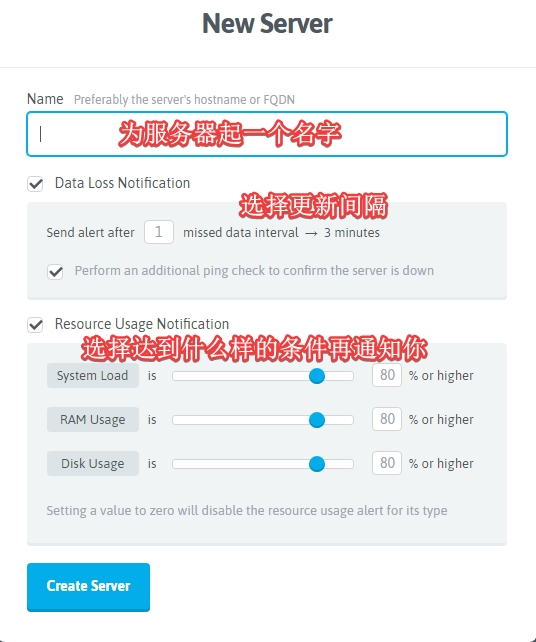 New Server
Name Preferably the server's hostname or FQDN
为服务器起一个名字
Data Loss Notification
选择更新间隔
Send alert after 1 missed data interval → 3 minutes
Perform an additional ping check to confirm the server is down
Resource Usage Notification
选择达到什么样的条件再通知你
System Load is 80 % or higher
RAM Usage is 80 % or higher
Disk Usage is 80 % or higher
Setting a value to zero will disable the resource usage alert for its type
Create Server